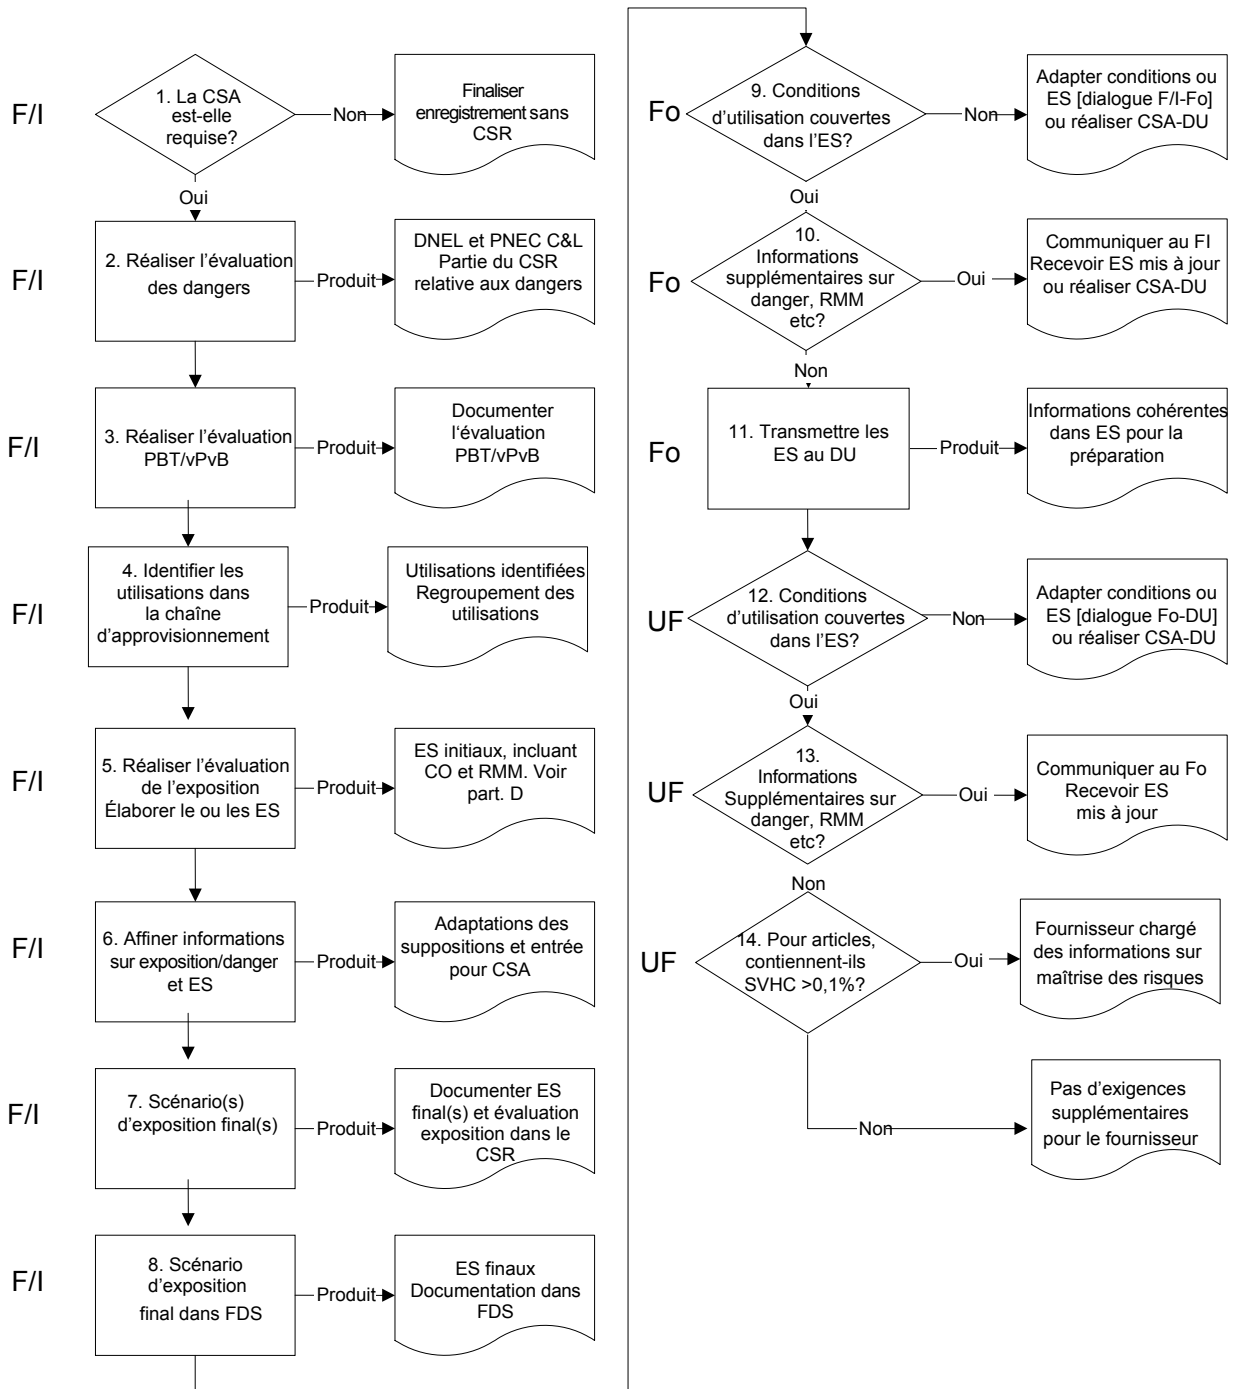 F/I
1. La CSA
est-elle
requise?
Non
Finaliser
enregistrement sans
CSR
Oui
F/I
2. Réaliser l'évaluation
des dangers
Produit
DNEL et PNEC C&L
Partie du CSR
relative aux dangers
F/I
3. Réaliser l'évaluation
PBT/vPvB
Produit
Documenter
l'évaluation
PBT/vPvB
F/I
4. Identifier les
utilisations dans
la chaîne
d'approvisionnement
Produit
Utilisations identifiées
Regroupement des
utilisations
F/I
5. Réaliser l'évaluation
de l'exposition
Élaborer le ou les ES
Produit
ES initiaux, incluant
CO et RMM. Voir
part. D
F/I
6. Affiner informations
sur exposition/danger
et ES
Produit
Adaptations des
suppositions et entrée
pour CSA
F/I
7. Scénario(s)
d'exposition final(s)
Produit
Documenter ES
final(s) et évaluation
exposition dans le
CSR
F/I
8. Scénario
d'exposition
final dans FDS
Produit
ES finaux
Documentation dans
FDS
Fo
9. Conditions
d'utilisation couvertes
dans l'ES?
Non
Adapter conditions ou
ES [dialogue F/I-Fo]
ou réaliser CSA-DU
Oui
Fo
10.
Informations
supplémentaires sur
danger, RMM
etc?
Oui
Communiquer au FI
Recevoir ES mis à jour
ou réaliser CSA-DU
Non
Fo
11. Transmettre les
ES au DU
Produit
Informations cohérentes
dans ES pour la
préparation
UF
12. Conditions
d'utilisation couvertes
dans l'ES?
Non
Adapter conditions ou
ES [dialogue Fo-DU]
ou réaliser CSA-DU
Oui
UF
13.
Informations
Supplémentaires sur
danger, RMM
etc?
Oui
Communiquer au Fo
Recevoir ES
mis à jour
Non
UF
14. Pour articles,
contiennent-ils
SVHC >0,1%?
Oui
Fournisseur chargé
des informations sur
maîtrise des risques
Non
Pas d'exigences
supplémentaires
pour le fournisseur